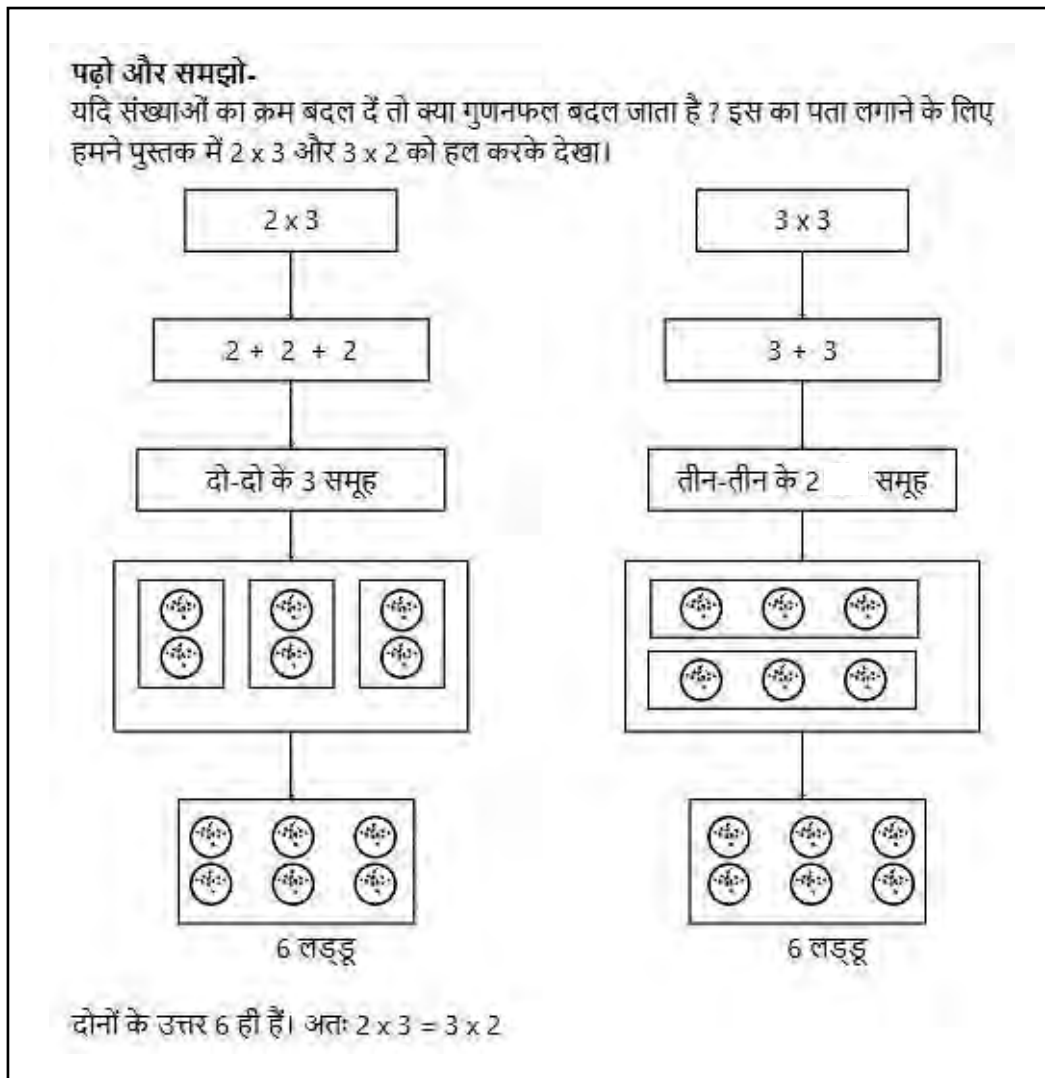 पढ़ो और समझो-
यदि संख्याओं का क्रम बदल दें तो क्या गुणनफल बदल जाता है ? इस का पता लगाने के लिए
हमने पुस्तक में 2 x 3 और 3 x 2 को हल करके देखा।
2 x 3
3 x 3
2 + 2 + 2
3 + 3
दो-दो के 3 समूह
तीन-तीन के 2 समूह
6 लड्डू
6 लड्डू
दोनों के उत्तर 6 ही हैं। अतः 2 x 3 = 3 x 2